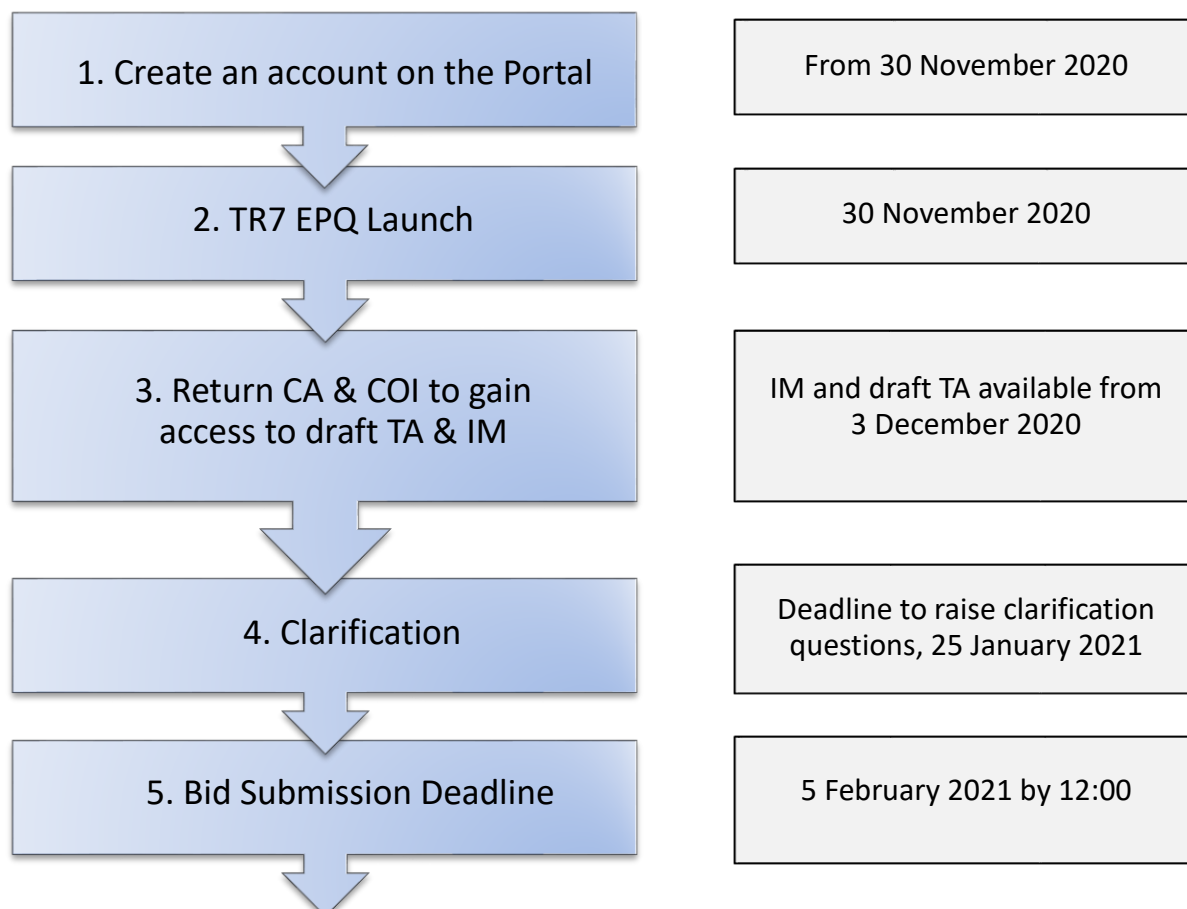 1. Create an account on the Portal
From 30 November 2020
2. TR7 EPQ Launch
30 November 2020
3. Return CA & COI to gain
access to draft TA & IM
IM and draft TA available from
3 December 2020
4. Clarification
Deadline to raise clarification
questions, 25 January 2021
5. Bid Submission Deadline
5 February 2021 by 12:00